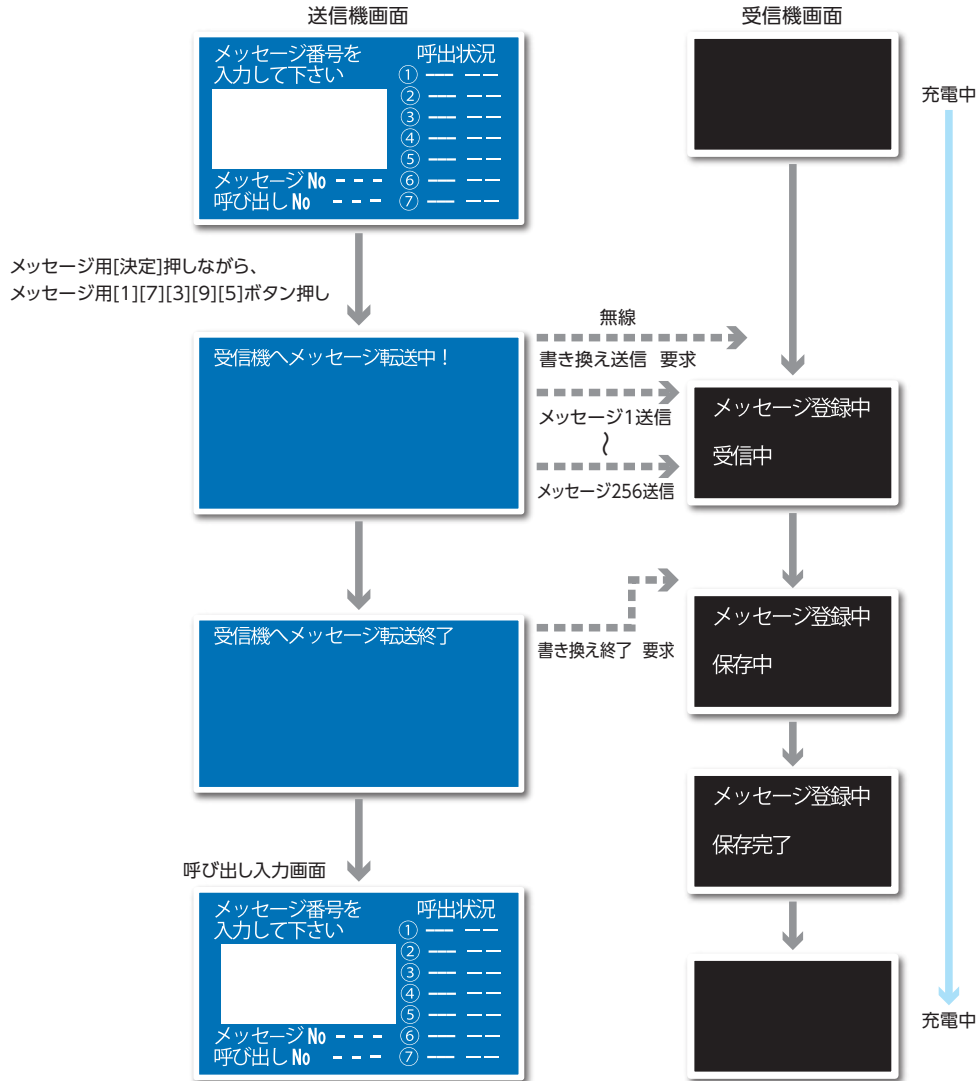 送信機画面
受信機画面
メッセージ番号を
入力して下さい
呼出状況
① ── ──
② ── ──
③ ── ──
④ ── ──
⑤ ── ──
⑥ ── ──
⑦ ── ──
メッセージ No - - -
呼び出し No - - -
充電中
メッセージ用[決定]押しながら、
メッセージ用[1][7][3][9][5]ボタン押し
受信機へメッセージ転送中！
無線
書き換え送信 要求
メッセージ1送信
〜
メッセージ256送信
メッセージ登録中
受信中
受信機へメッセージ転送終了
書き換え終了 要求
メッセージ登録中
保存中
メッセージ登録中
保存完了
呼び出し入力画面
メッセージ番号を
入力して下さい
呼出状況
① ── ──
② ── ──
③ ── ──
④ ── ──
⑤ ── ──
⑥ ── ──
⑦ ── ──
メッセージ No - - -
呼び出し No - - -
充電中